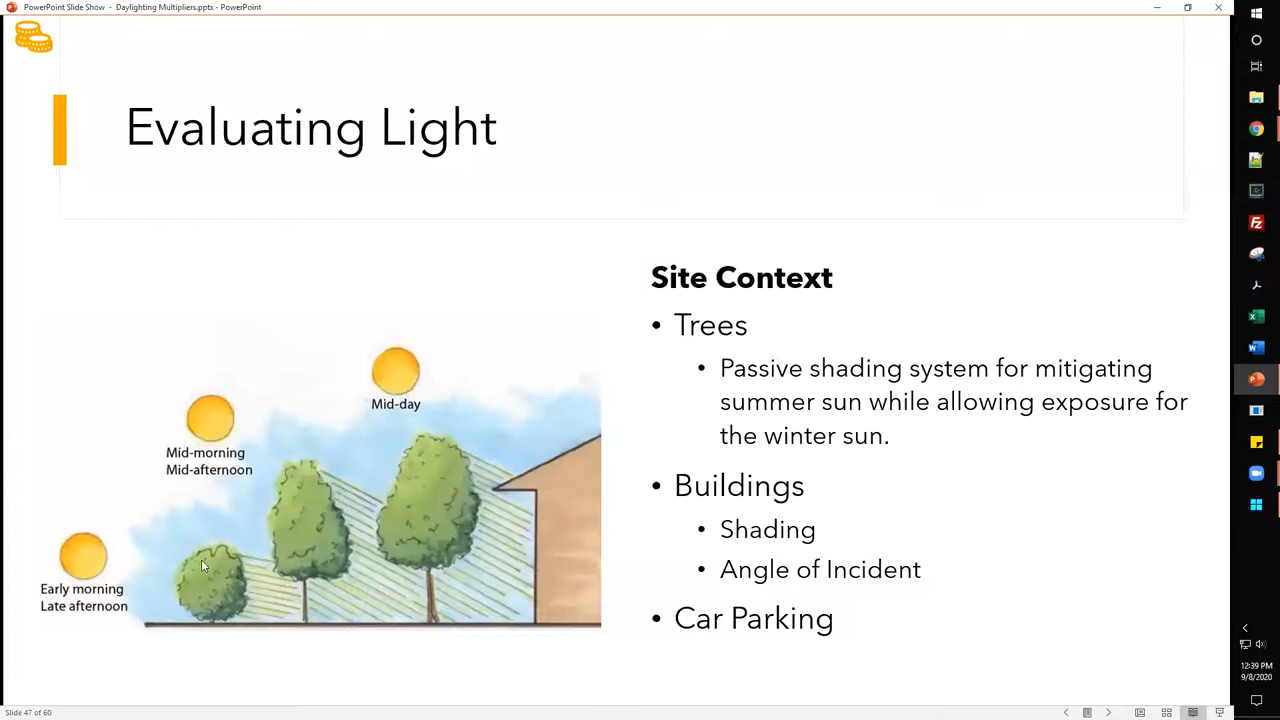 PowerPoint Slide Show - Daylighting Multipliers.pptx - PowerPoint
Evaluating Light
Mid-day
Mid-morning
Mid-afternoon
Early morning
Late afternoon
Site Context
• Trees
• Passive shading system for mitigating
summer sun while allowing exposure for
the winter sun.
• Buildings
• Shading
• Angle of Incident
• Car Parking
12:39 PM
9/8/2020
Slide 47 of 60